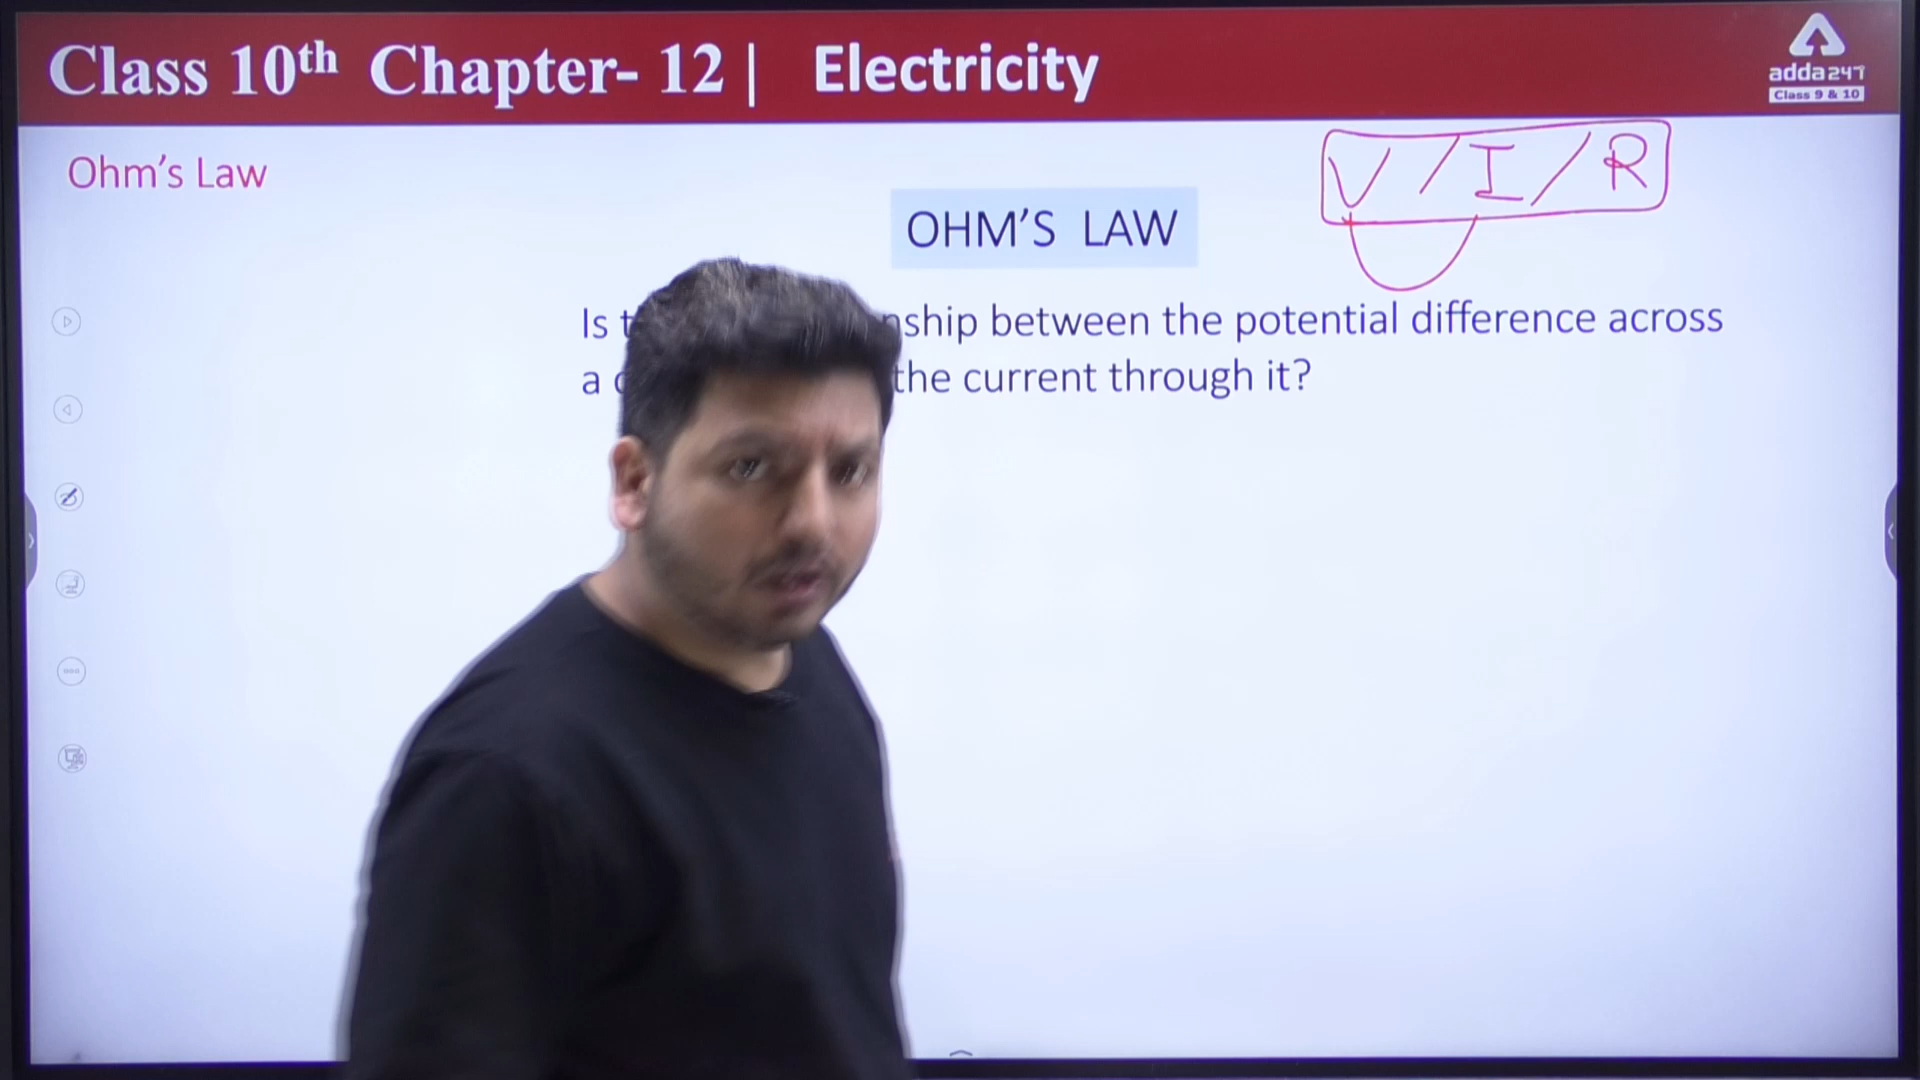 Class 10th Chapter- 12 | Electricity
adda247
Class 9 & 10
Ohm's Law
V / I / R
OHM'S LAW
Is nship between the potential difference across
a the current through it?